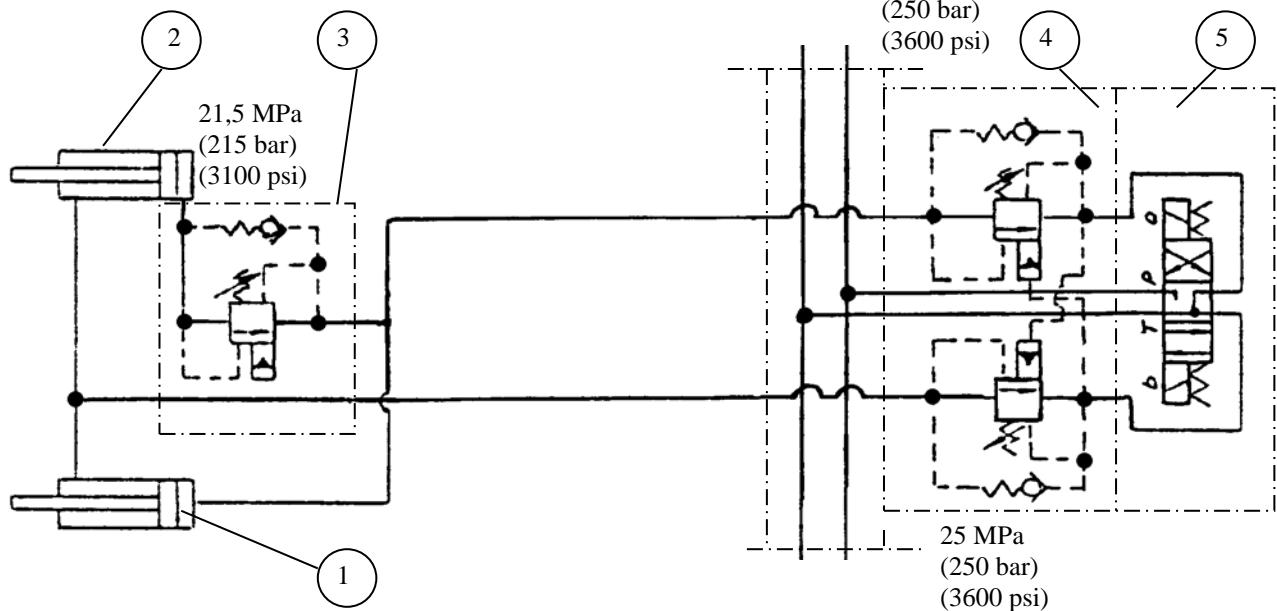 (250 bar)
(3600 psi)
2
3
4
5
21,5 MPa
(215 bar)
(3100 psi)
a
P
T
b
25 MPa
(250 bar)
(3600 psi)
1